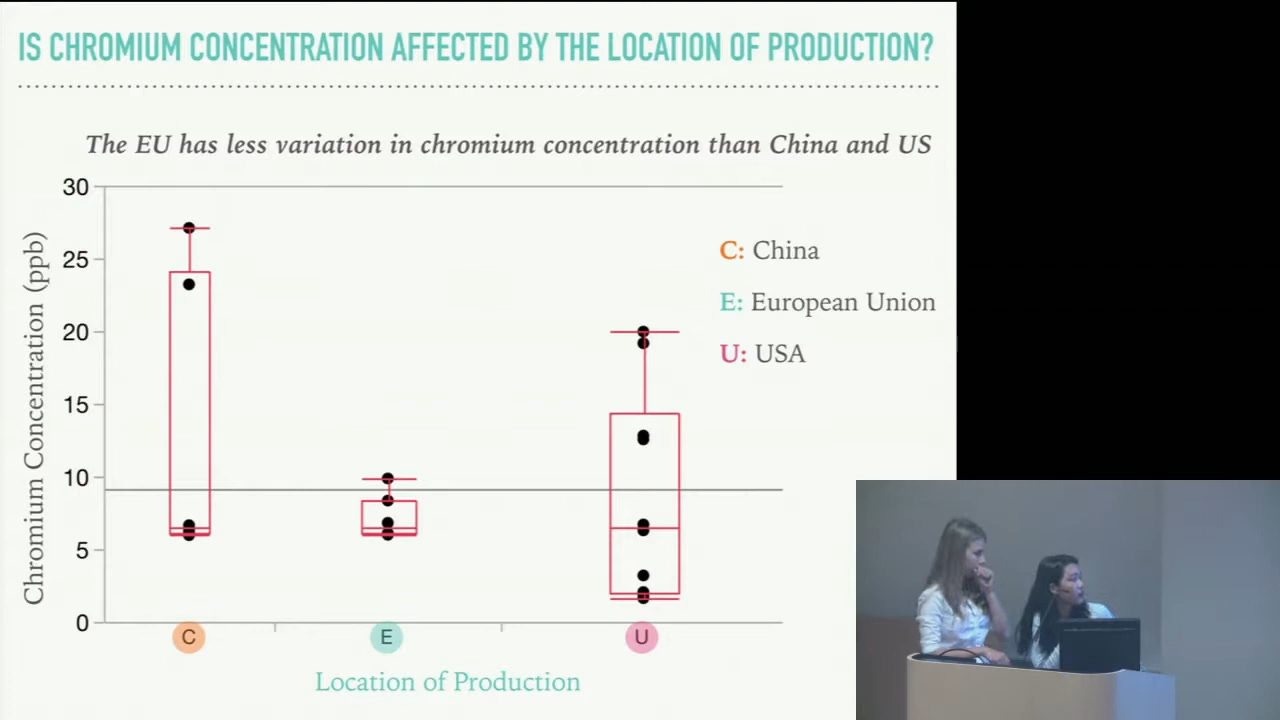 IS CHROMIUM CONCENTRATION AFFECTED BY THE LOCATION OF PRODUCTION?
The EU has less variation in chromium concentration than China and US
Chromium Concentration (ppb)
30
25
20
15
10
5
0
C: China
E: European Union
U: USA
C
E
U
Location of Production